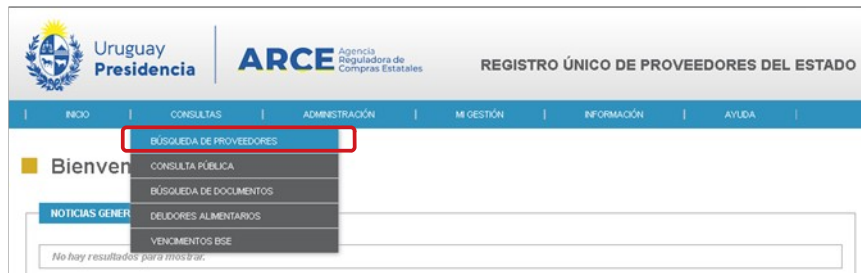 Uruguay
Presidencia
ARCE Agencia
Reguladora de
Compras Estatales
REGISTRO ÚNICO DE PROVEEDORES DEL ESTADO
INICIO CONSULTAS ADMINISTRACIÓN MI GESTIÓN INFORMACIÓN AYUDA
BÚSQUEDA DE PROVEEDORES
Bienven
CONSULTA PÚBLICA
BÚSQUEDA DE DOCUMENTOS
NOTICIAS GENER
DEUDORES ALIMENTARIOS
VENCIMIENTOS BSE
No hay resultados para mostrar.